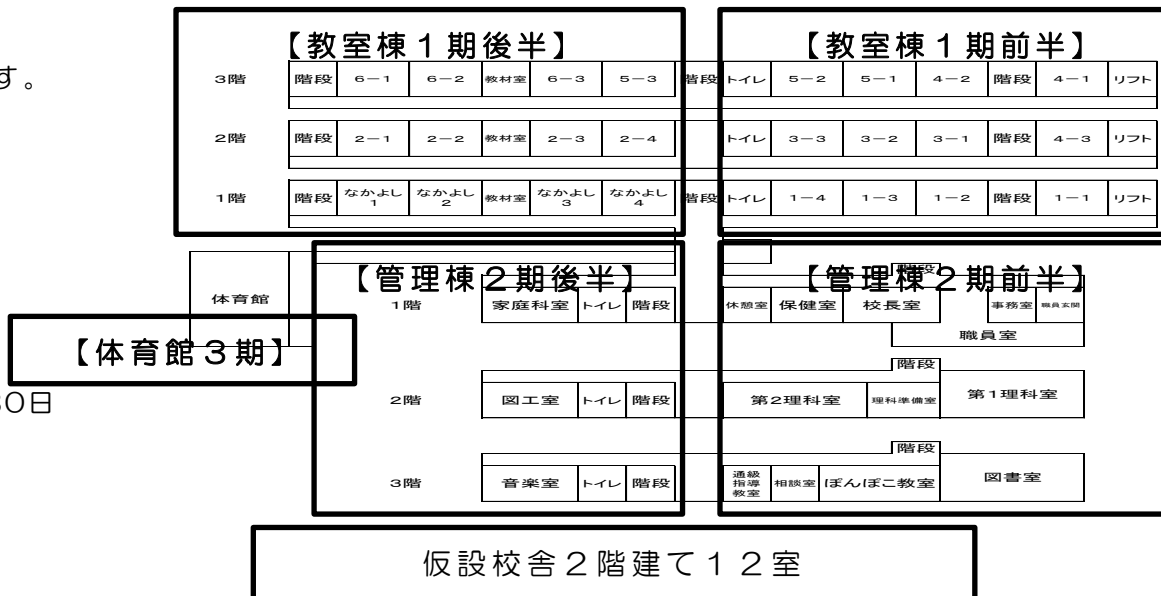 【教室棟１期後半】 【教室棟１期前半】
す。
3階 階段 6－1 6－2 教材室 6－3 5－3 階段 トイレ 5－2 5－1 4－2 階段 4－1 リフト
2階 階段 2－1 2－2 教材室 2－3 2－4 トイレ 3－3 3－2 3－1 階段 4－3 リフト
1階 階段 なかよし1 なかよし2 教材室 なかよし3 なかよし4 階段 トイレ 1－4 1－3 1－2 階段 1－1 リフト
【管理棟２期後半】 【管理棟２期前半】
階段
体育館 1階 家庭科室 トイレ 階段 休憩室 保健室 校長室 事務室 職員玄関
職員室
【体育館３期】
階段
0日
2階 図工室 トイレ 階段 第2理科室 理科準備室 第1理科室
階段
3階 音楽室 トイレ 階段 通級指導教室 相談室 ぽんぽこ教室 図書室
仮設校舎２階建て１２室